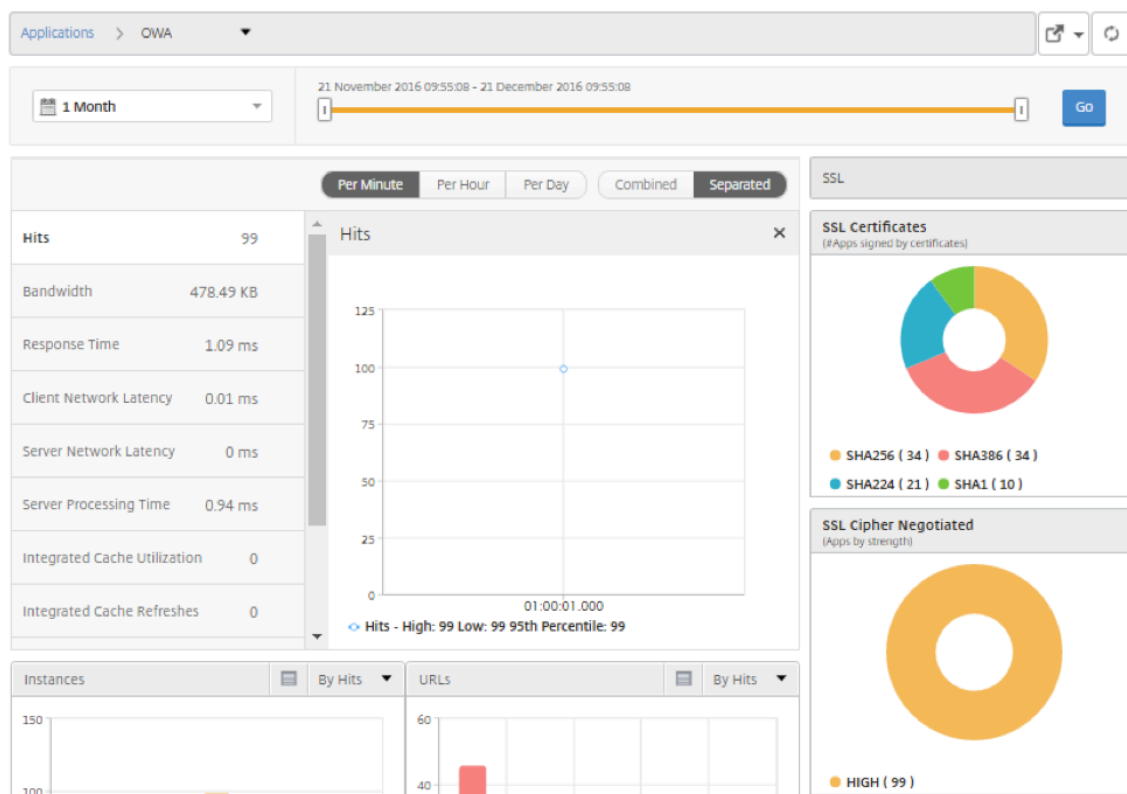 Applications > OWA
1 Month
21 November 2016 09:55:08 - 21 December 2016 09:55:08
Go
Per Minute
Per Hour
Per Day
Combined
Separated
Hits 99
Bandwidth 478.49 KB
Response Time 1.09 ms
Client Network Latency 0.01 ms
Server Network Latency 0 ms
Server Processing Time 0.94 ms
Integrated Cache Utilization 0
Integrated Cache Refreshes 0
Hits
125
100
75
50
25
0
01:00:01.000
Hits - High: 99 Low: 99 95th Percentile: 99
SSL
SSL Certificates
(#Apps signed by certificates)
SHA256 ( 34 ) SHA386 ( 34 )
SHA224 ( 21 ) SHA1 ( 10 )
SSL Cipher Negotiated
(Apps by strength)
HIGH ( 99 )
Instances
By Hits
150
100
URLs
By Hits
60
40